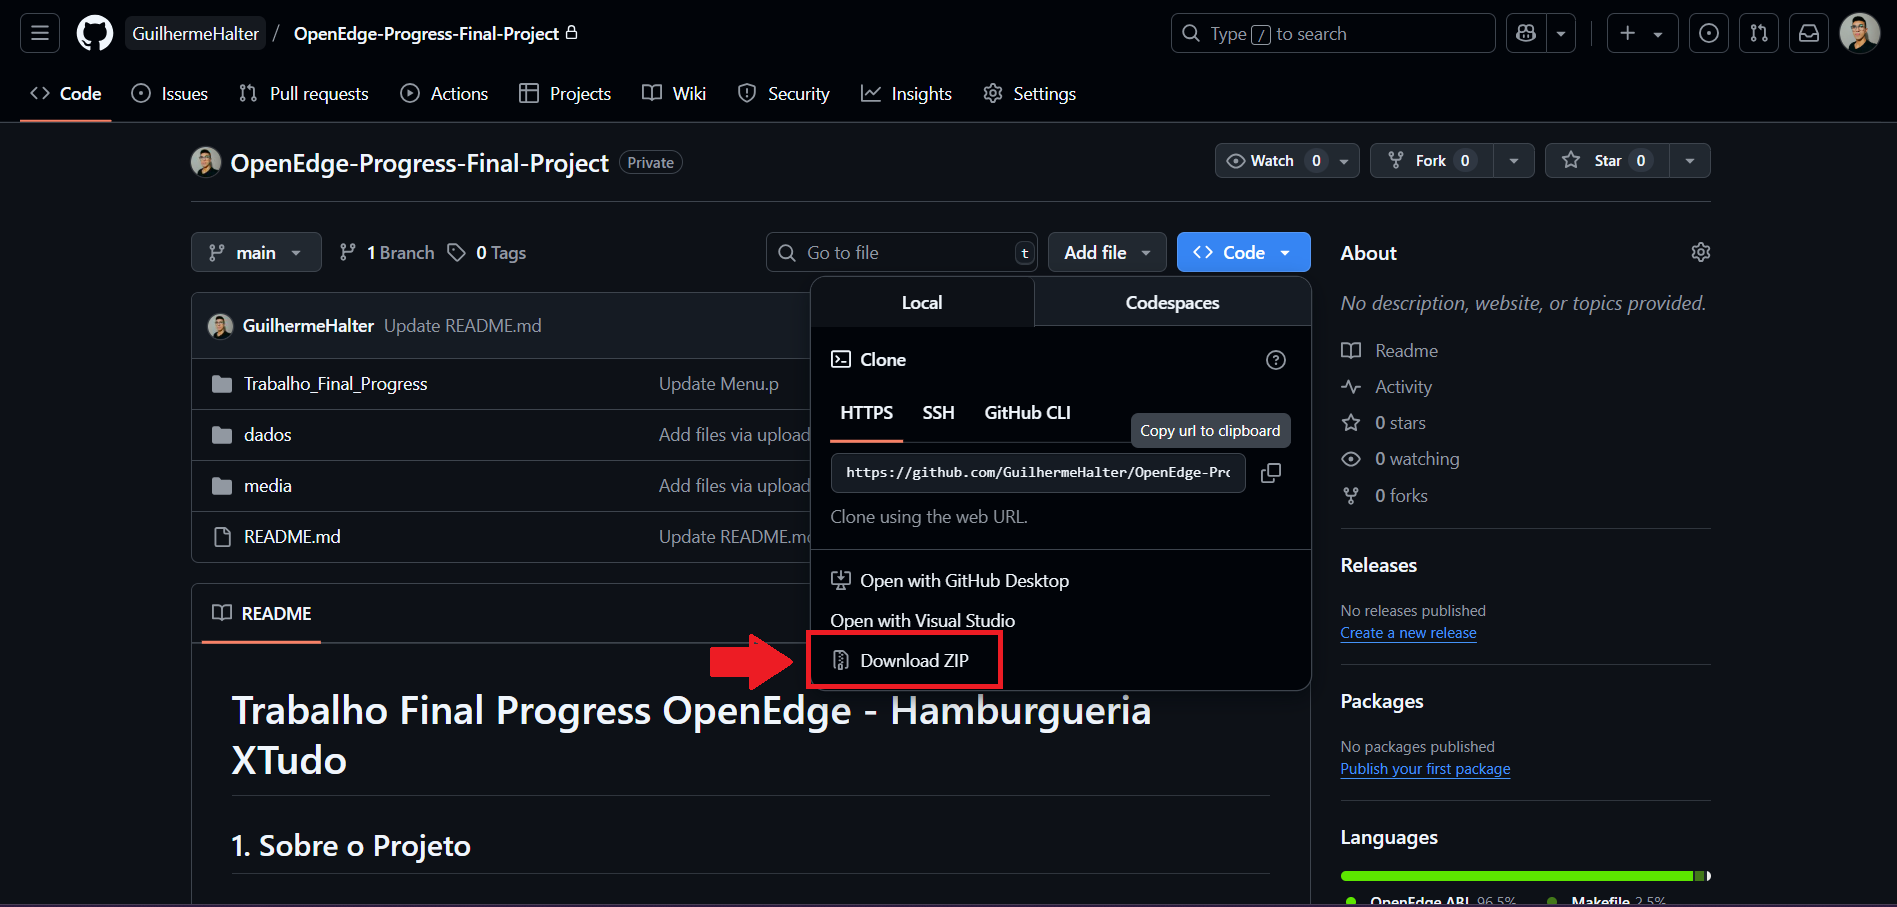 GuilhermeHalter / OpenEdge-Progress-Final-Project
Type / to search
Code Issues Pull requests Actions Projects Wiki Security Insights Settings
OpenEdge-Progress-Final-Project Private
Watch 0 Fork 0 Star 0
main 1 Branch 0 Tags
Go to file t
Add file
Code
GuilhermeHalter Update README.md
Trabalho_Final_Progress Update Menu.p
dados Add files via upload
media Add files via upload
README.md Update README.md
Local Codespaces
Clone
HTTPS SSH GitHub CLI
Copy url to clipboard
https://github.com/GuilhermeHalter/OpenEdge-Pro
Clone using the web URL.
Open with GitHub Desktop
Open with Visual Studio
Download ZIP
README
Trabalho Final Progress OpenEdge - Hamburgueria
XTudo
1. Sobre o Projeto
About
No description, website, or topics provided.
Readme
Activity
0 stars
0 watching
0 forks
Releases
No releases published
Create a new release
Packages
No packages published
Publish your first package
Languages
OpenEdge ABL 96.5% Makefile 2.5%